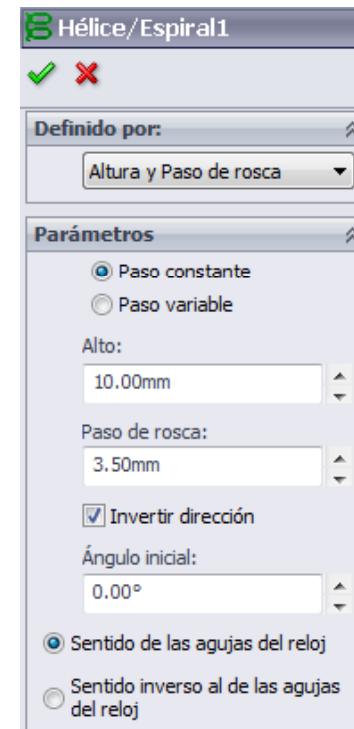 Hélice/Espiral1
Definido por:
Altura y Paso de rosca
Parámetros
Paso constante
Paso variable
Alto:
10.00mm
Paso de rosca:
3.50mm
Invertir dirección
Ángulo inicial:
0.00°
Sentido de las agujas del reloj
Sentido inverso al de las agujas
del reloj